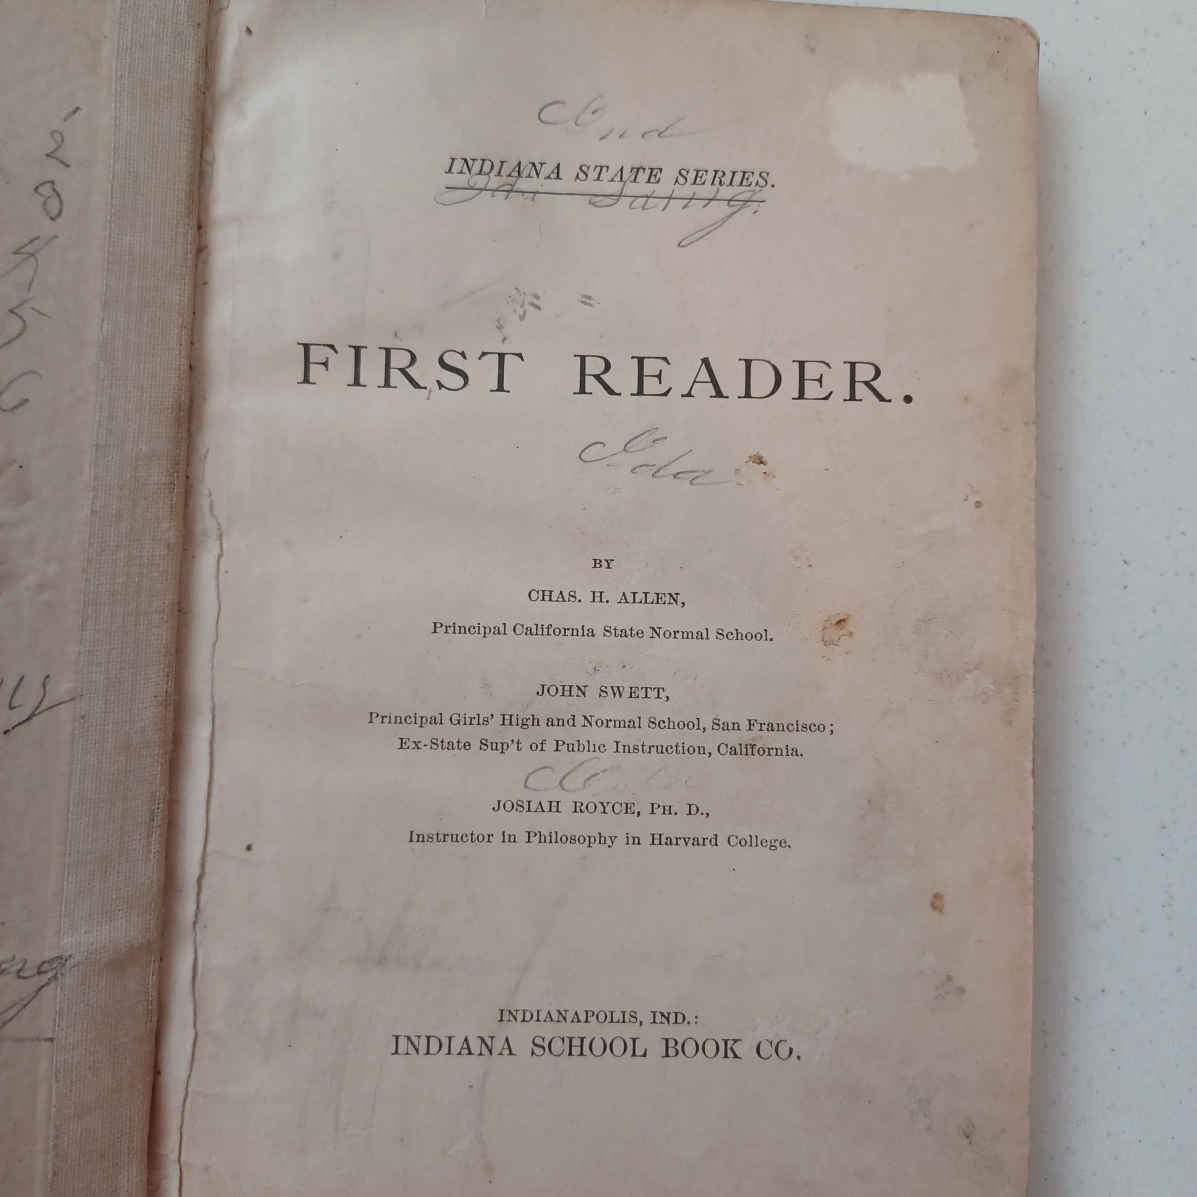 Ind
INDIANA STATE SERIES.
FIRST READER.
Ida
BY
CHAS. H. ALLEN,
Principal California State Normal School.
JOHN SWETT,
Principal Girls' High and Normal School, San Francisco;
Ex-State Sup't of Public Instruction, California.
JOSIAH ROYCE, PH. D.,
Instructor in Philosophy in Harvard College.
INDIANAPOLIS, IND.:
INDIANA SCHOOL BOOK CO.